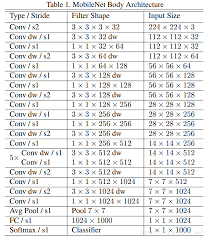 Table 1. MobileNet Body Architecture
Type / Stride Filter Shape Input Size
Conv / s2 3 × 3 × 3 × 32 224 × 224 × 3
Conv dw / s1 3 × 3 × 32 dw 112 × 112 × 32
Conv / s1 1 × 1 × 32 × 64 112 × 112 × 32
Conv dw / s2 3 × 3 × 64 dw 112 × 112 × 64
Conv / s1 1 × 1 × 64 × 128 56 × 56 × 64
Conv dw / s1 3 × 3 × 128 dw 56 × 56 × 128
Conv / s1 1 × 1 × 128 × 128 56 × 56 × 128
Conv dw / s2 3 × 3 × 128 dw 56 × 56 × 128
Conv / s1 1 × 1 × 128 × 256 28 × 28 × 128
Conv dw / s1 3 × 3 × 256 dw 28 × 28 × 256
Conv / s1 1 × 1 × 256 × 256 28 × 28 × 256
Conv dw / s2 3 × 3 × 256 dw 28 × 28 × 256
Conv / s1 1 × 1 × 256 × 512 14 × 14 × 256
5× Conv dw / s1 3 × 3 × 512 dw 14 × 14 × 512
Conv / s1 1 × 1 × 512 × 512 14 × 14 × 512
Conv dw / s2 3 × 3 × 512 dw 14 × 14 × 512
Conv / s1 1 × 1 × 512 × 1024 7 × 7 × 512
Conv dw / s2 3 × 3 × 1024 dw 7 × 7 × 1024
Conv / s1 1 × 1 × 1024 × 1024 7 × 7 × 1024
Avg Pool / s1 Pool 7 × 7 7 × 7 × 1024
FC / s1 1024 × 1000 1 × 1 × 1024
Softmax / s1 Classifier 1 × 1 × 1000